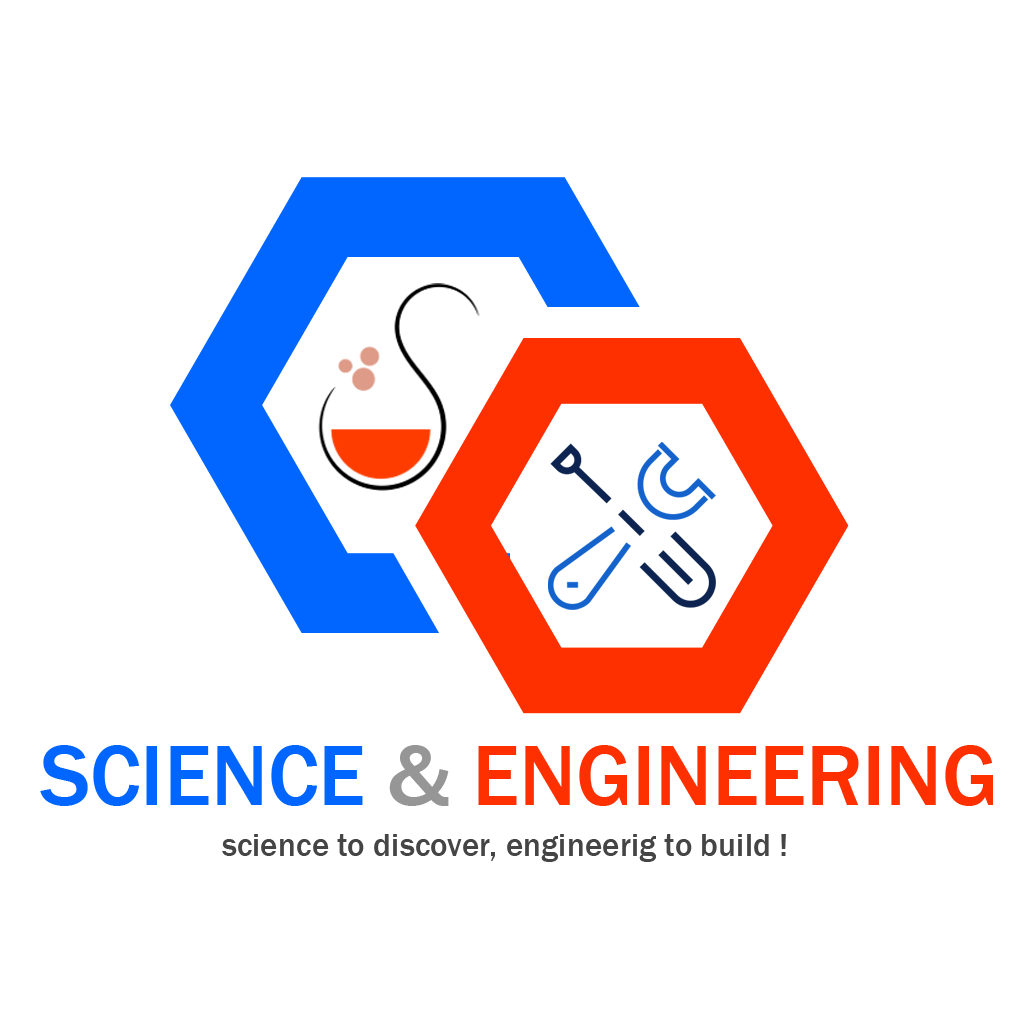 SCIENCE & ENGINEERING
science to discover, engineerig to build !